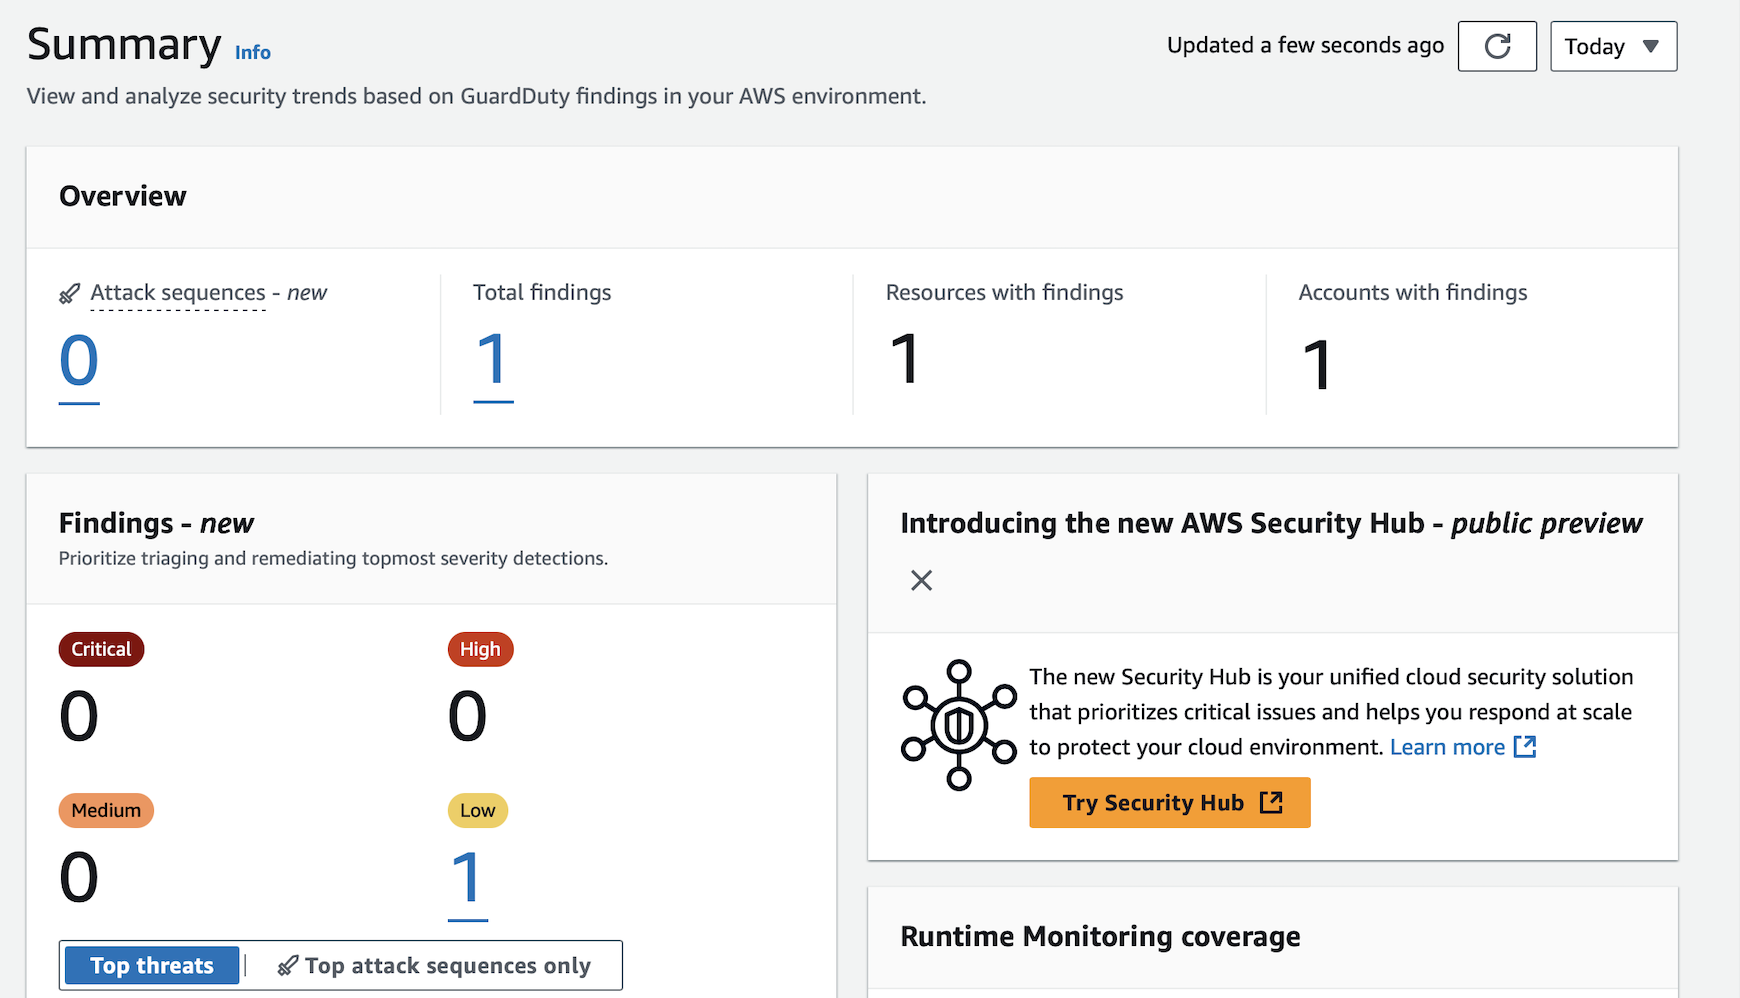 Summary Info
Updated a few seconds ago
Today
View and analyze security trends based on GuardDuty findings in your AWS environment.
Overview
Attack sequences - new
0
Total findings
1
Resources with findings
1
Accounts with findings
1
Findings - new
Prioritize triaging and remediating topmost severity detections.
Critical
0
High
0
Medium
0
Low
1
Top threats
Top attack sequences only
Introducing the new AWS Security Hub - public preview
The new Security Hub is your unified cloud security solution
that prioritizes critical issues and helps you respond at scale
to protect your cloud environment. Learn more
Try Security Hub
Runtime Monitoring coverage